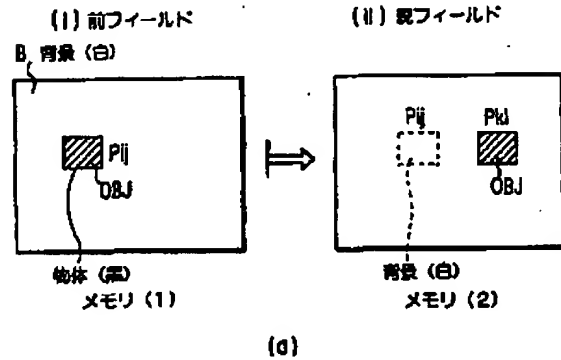 (i) 前フィールド
B 背景 (白)
Pij
OBJ
物体 (黒)
メモリ (1)
(ii) 現フィールド
Pij
Pkl
OBJ
背景 (白)
メモリ (2)
(a)